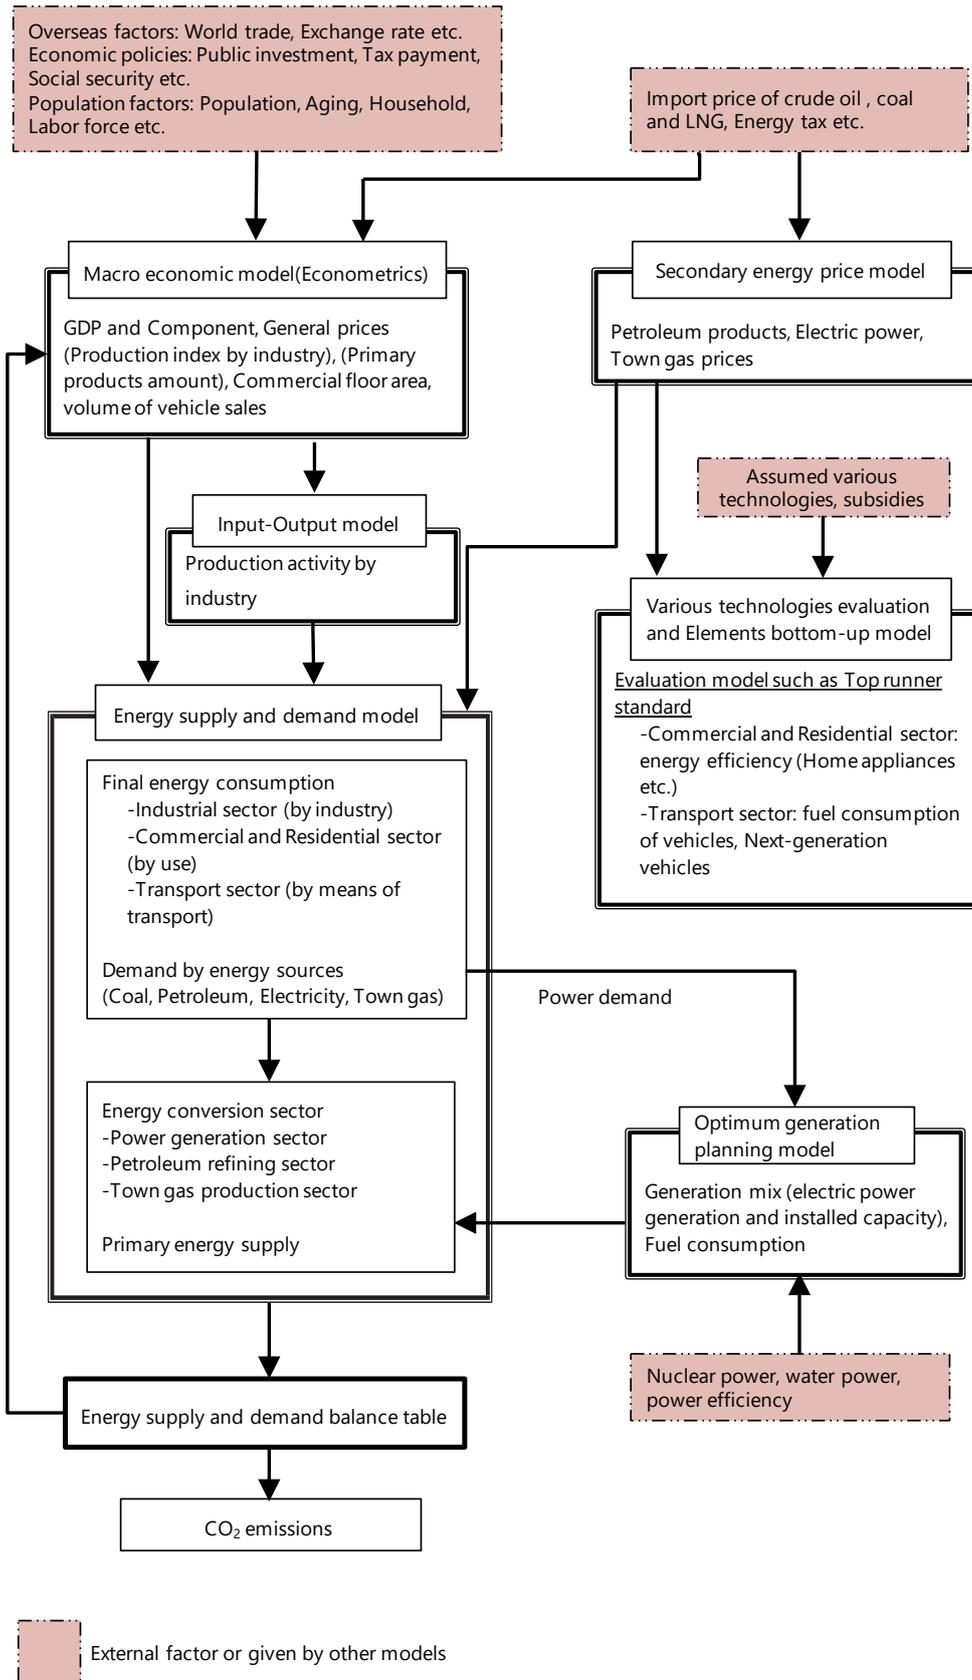 Overseas factors: World trade, Exchange rate etc.
Economic policies: Public investment, Tax payment,
Social security etc.
Population factors: Population, Aging, Household,
Labor force etc.
Import price of crude oil , coal
and LNG, Energy tax etc.
Macro economic model(Econometrics)
GDP and Component, General prices
(Production index by industry), (Primary
products amount), Commercial floor area,
volume of vehicle sales
Secondary energy price model
Petroleum products, Electric power,
Town gas prices
Assumed various
technologies, subsidies
Input-Output model
Production activity by
industry
Various technologies evaluation
and Elements bottom-up model
Evaluation model such as Top runner
standard
-Commercial and Residential sector:
energy efficiency (Home appliances
etc.)
-Transport sector: fuel consumption
of vehicles, Next-generation
vehicles
Energy supply and demand model
Final energy consumption
-Industrial sector (by industry)
-Commercial and Residential sector
(by use)
-Transport sector (by means of
transport)
Demand by energy sources
(Coal, Petroleum, Electricity, Town gas)
Power demand
Energy conversion sector
-Power generation sector
-Petroleum refining sector
-Town gas production sector
Primary energy supply
Optimum generation
planning model
Generation mix (electric power
generation and installed capacity),
Fuel consumption
Nuclear power, water power,
power efficiency
Energy supply and demand balance table
CO₂ emissions
External factor or given by other models